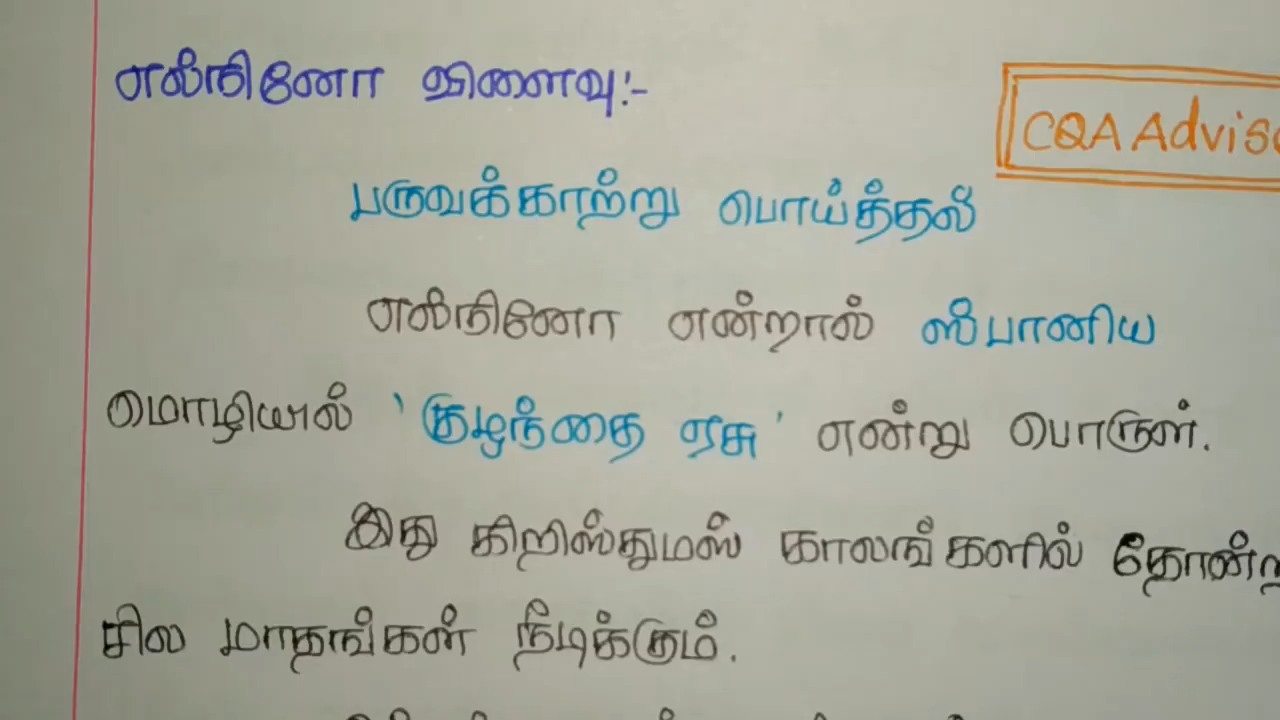 எல்நினோ விளைவு:-
CQA Advis
பருவக்காற்று பொய்த்தல்
எல்நினோ என்றால் ஸ்பானிய
மொழியில் 'குழந்தை ஏசு' என்று பொருள்.
இது கிறிஸ்துமஸ் காலங்களில்
சில மாதங்கள் நீடிக்கும்.